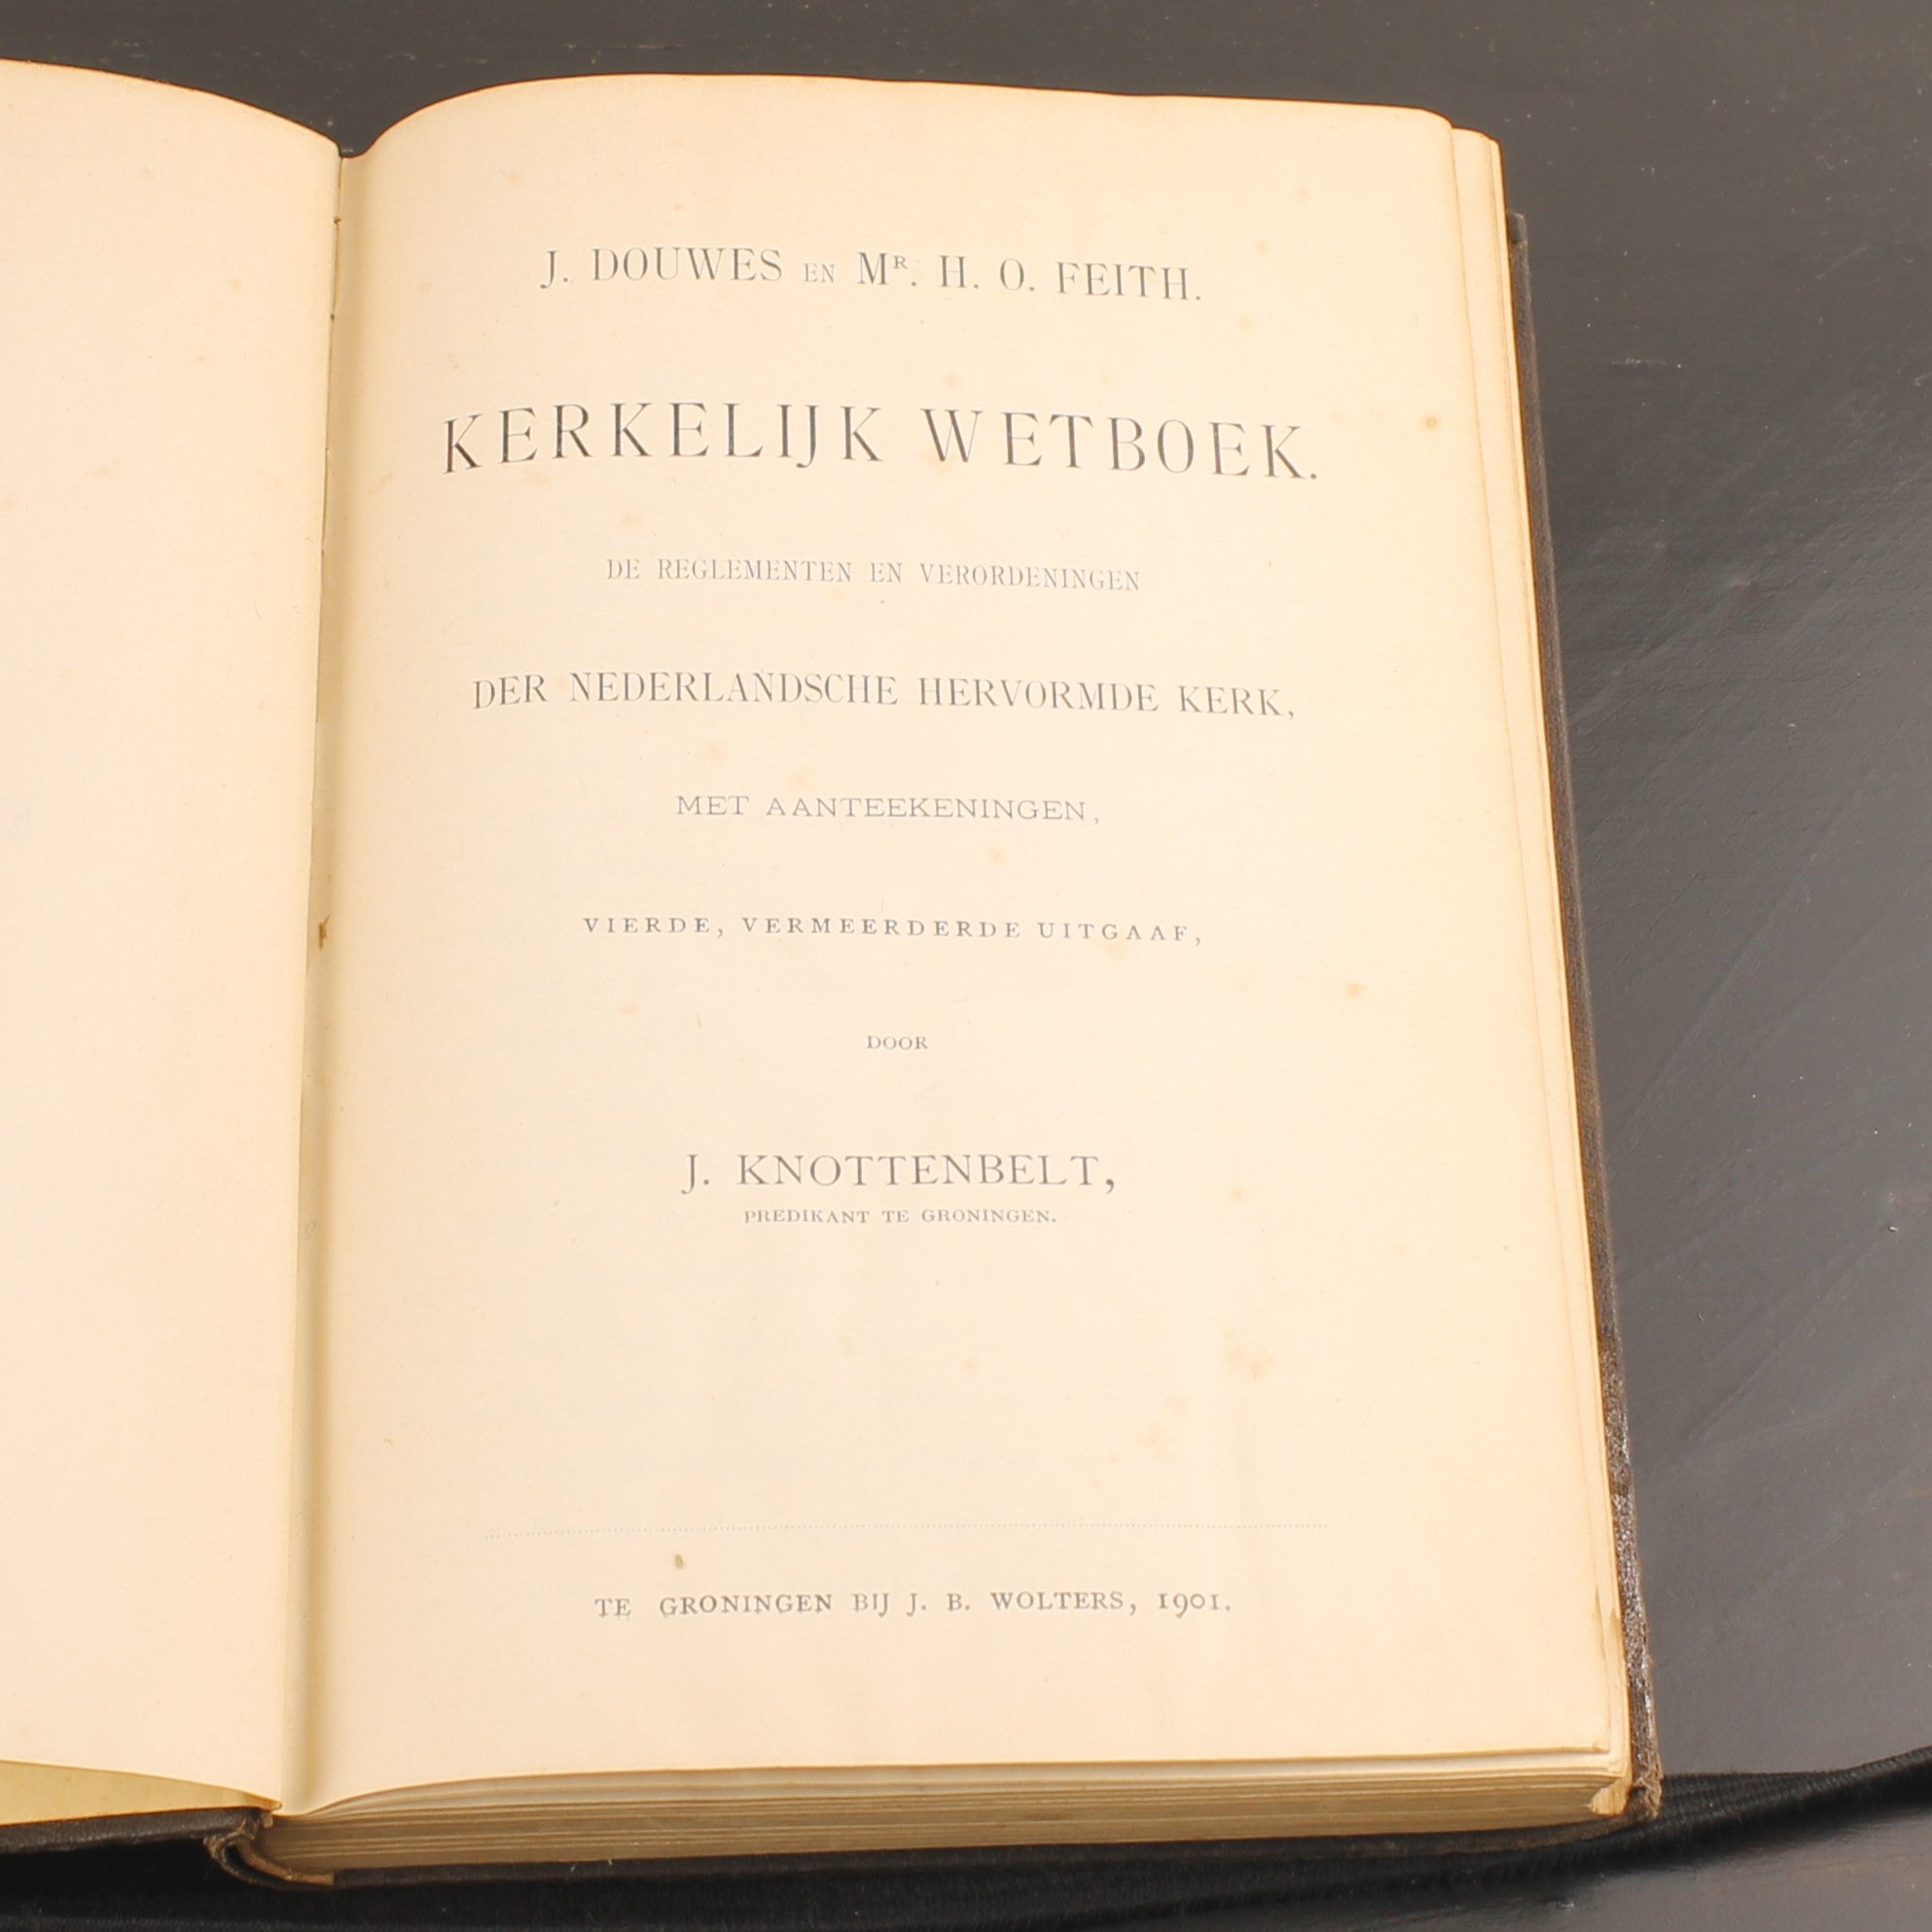 J. DOUWES EN Mʀ. H. O. FEITH.
KERKELIJK WETBOEK.
DE REGLEMENTEN EN VERORDENINGEN
DER NEDERLANDSCHE HERVORMDE KERK,
MET AANTEEKENINGEN,
VIERDE, VERMEERDERDE UITGAAF,
DOOR
J. KNOTTENBELT,
PREDIKANT TE GRONINGEN.
TE GRONINGEN BIJ J. B. WOLTERS, 1901.